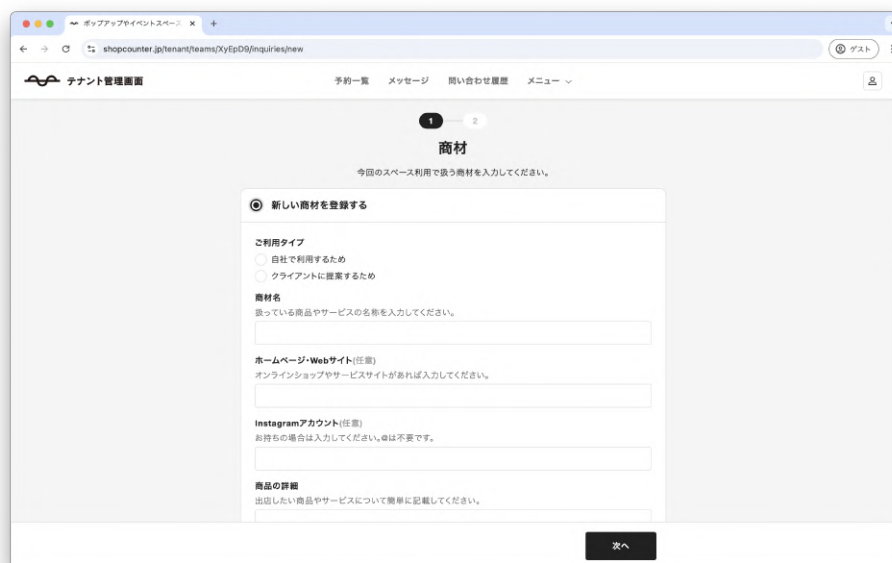 ポップアップやイベントスペース
shopcounter.jp/tenant/teams/XyEpD9/inquiries/new
ゲスト
テナント管理画面
予約一覧 メッセージ 問い合わせ履歴 メニュー
1 2
商材
今回のスペース利用で扱う商材を入力してください。
新しい商材を登録する
ご利用タイプ
自社で利用するため
クライアントに提案するため
商材名
扱っている商品やサービスの名称を入力してください。
ホームページ・Webサイト(任意)
オンラインショップやサービスサイトがあれば入力してください。
Instagramアカウント(任意)
お持ちの場合は入力してください。@は不要です。
商品の詳細
出店したい商品やサービスについて簡単に記載してください。
次へ